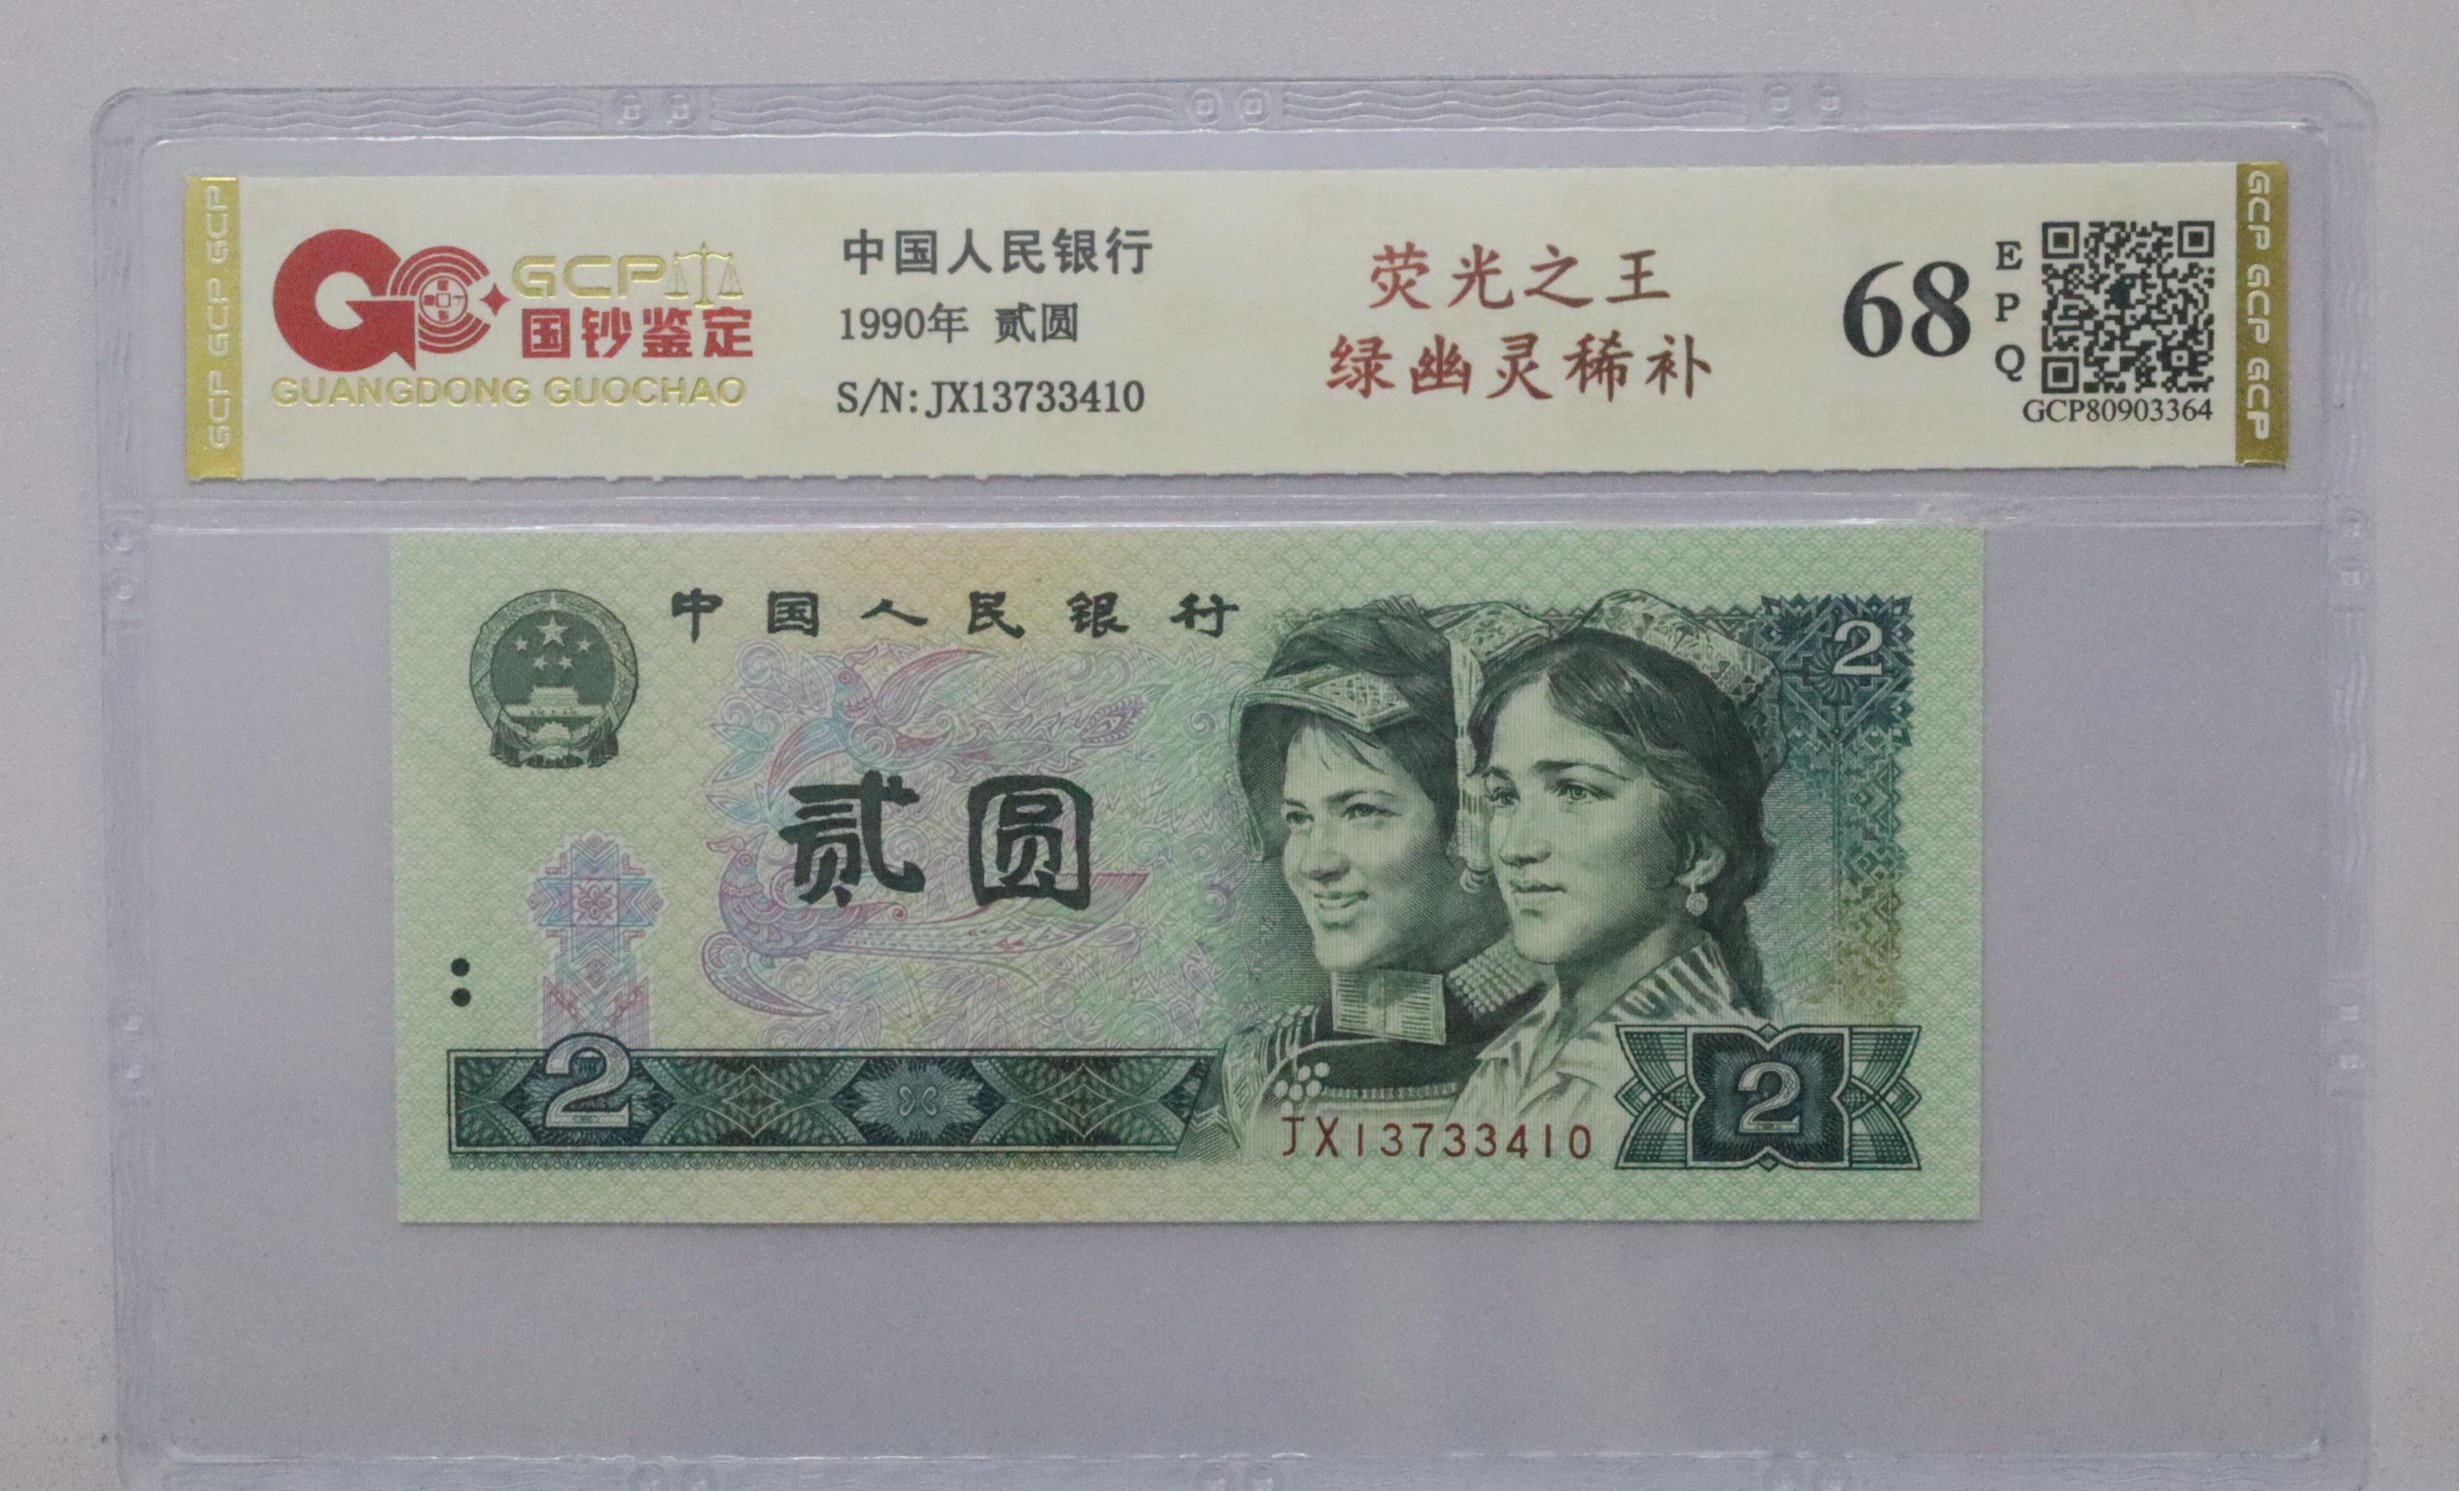 GCP GCP GCP
GCP
国钞鉴定
GUANGDONG GUOCHAO
中国人民银行
1990年 贰圆
S/N: JX13733410
荧光之王
绿幽灵稀补
68
E
P
Q
GCP80903364
GCP GCP GCP
中国人民银行
2
贰圆
2
JX13733410
2